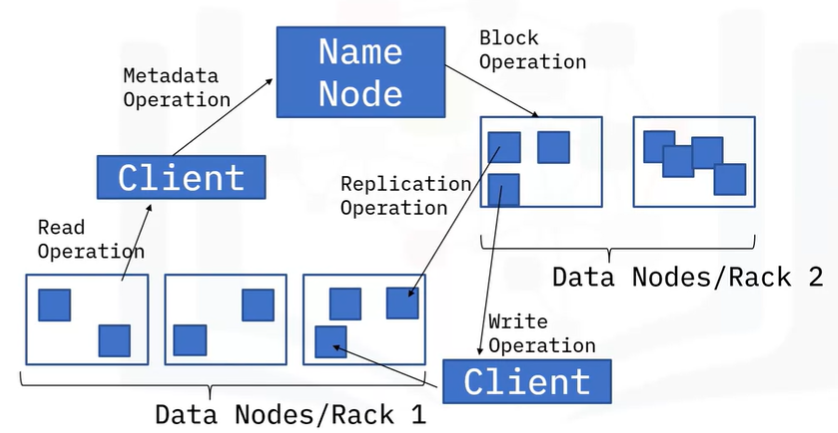 Name
Node
Block
Operation
Metadata
Operation
Client
Replication
Operation
Read
Operation
Data Nodes/Rack 2
Write
Operation
Client
Data Nodes/Rack 1